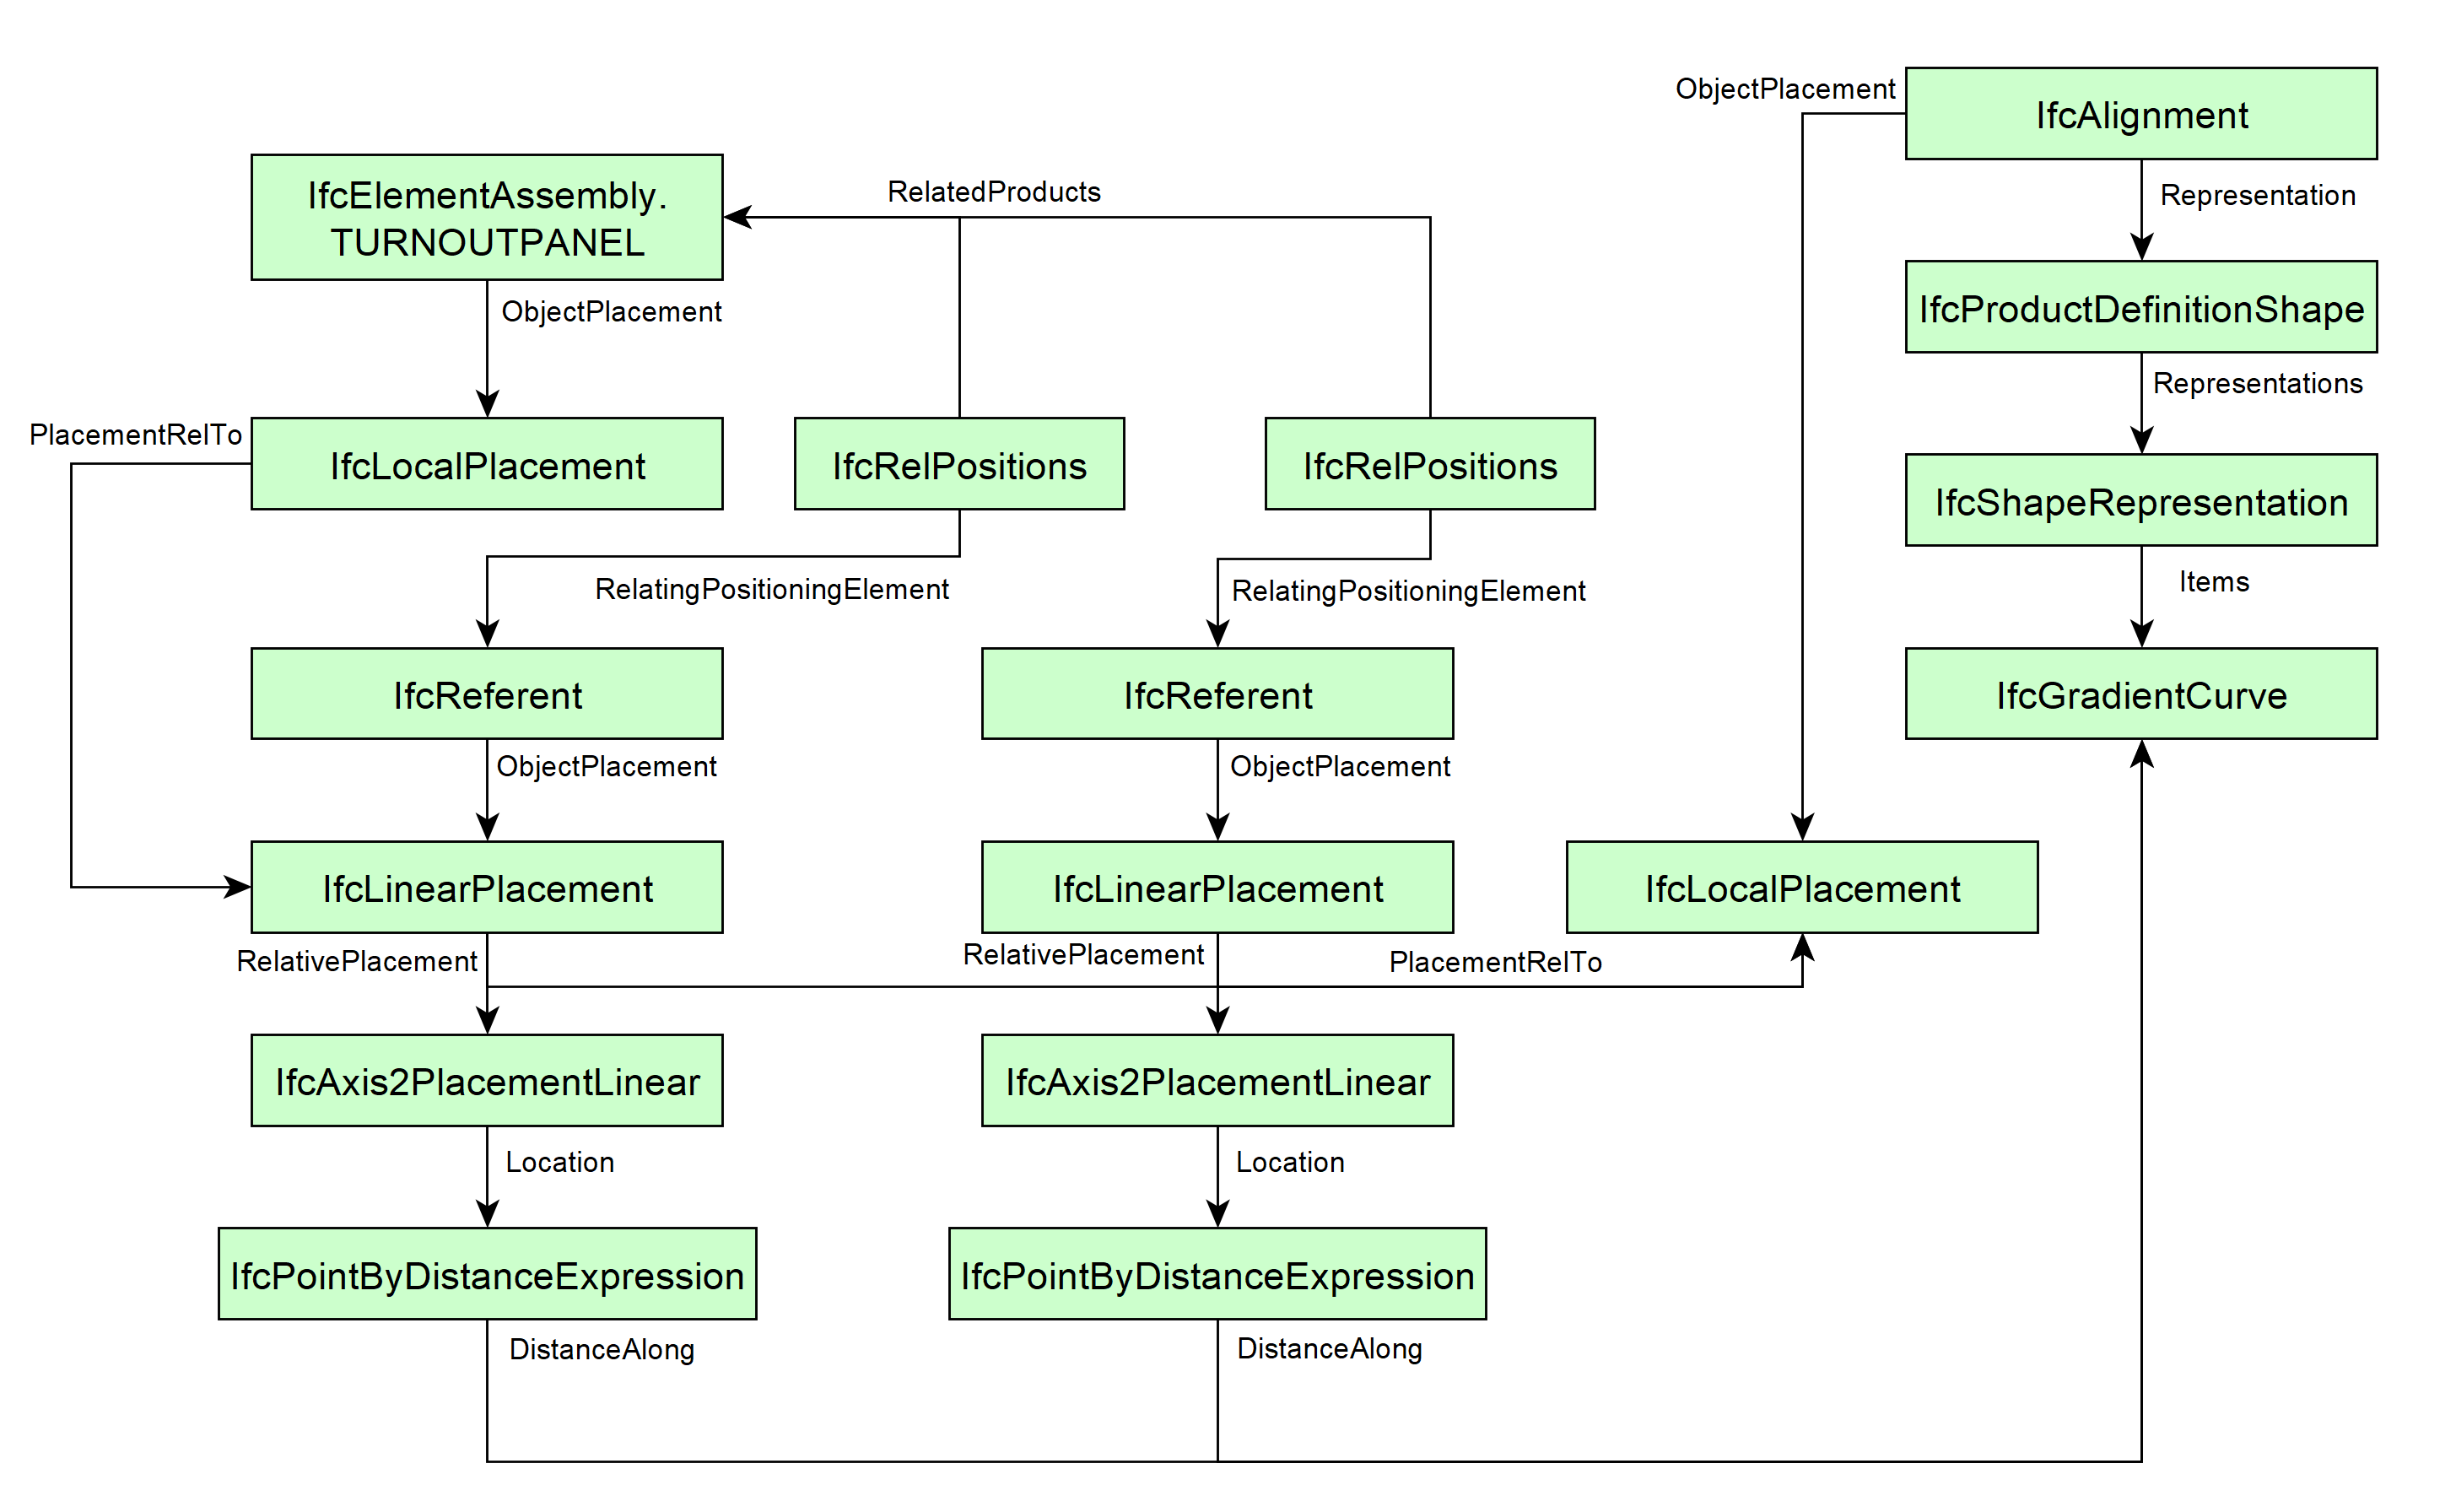 ObjectPlacement
IfcAlignment
IfcElementAssembly.
TURNOUTPANEL
RelatedProducts
Representation
ObjectPlacement
IfcProductDefinitionShape
Representations
PlacementRelTo
IfcLocalPlacement
IfcRelPositions
IfcRelPositions
IfcShapeRepresentation
RelatingPositioningElement
RelatingPositioningElement
Items
IfcReferent
IfcReferent
IfcGradientCurve
ObjectPlacement
ObjectPlacement
IfcLinearPlacement
IfcLinearPlacement
IfcLocalPlacement
RelativePlacement
RelativePlacement
PlacementRelTo
IfcAxis2PlacementLinear
IfcAxis2PlacementLinear
Location
Location
IfcPointByDistanceExpression
IfcPointByDistanceExpression
DistanceAlong
DistanceAlong